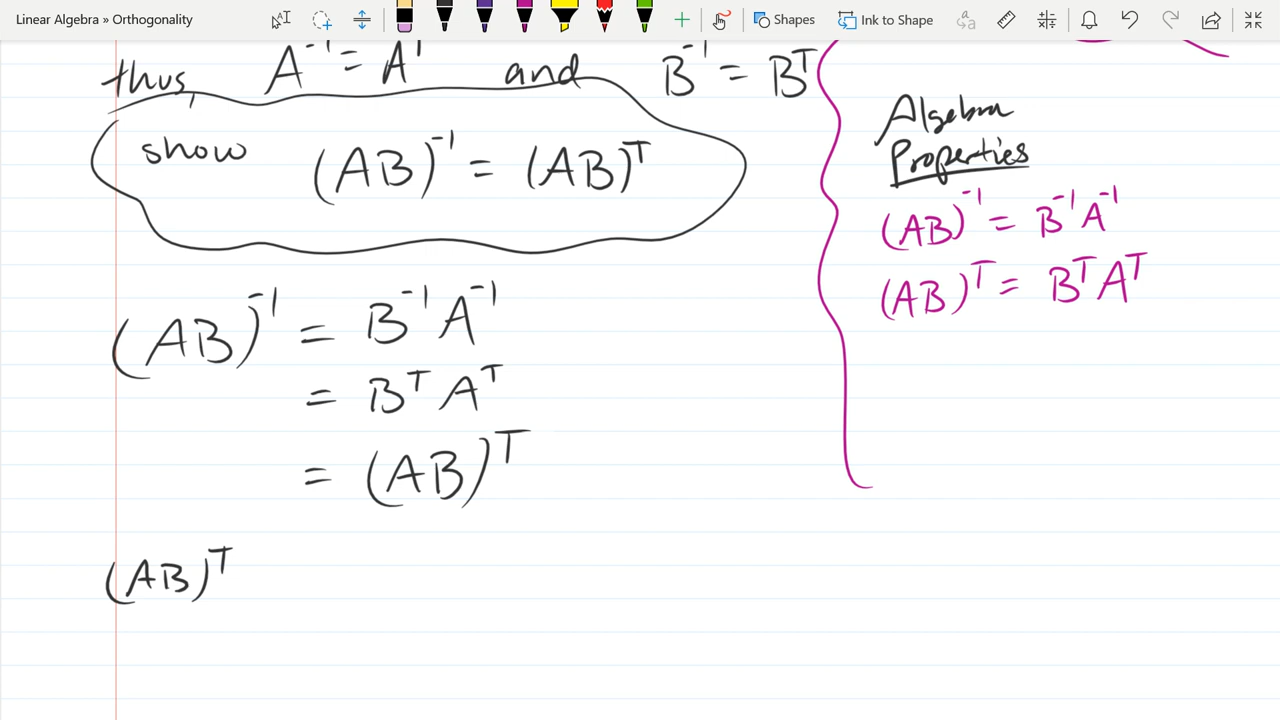 Linear Algebra » Orthogonality
Shapes
Ink to Shape
thus, A⁻¹ = Aᵀ and B⁻¹ = Bᵀ
show (AB)⁻¹ = (AB)ᵀ
(AB)⁻¹ = B⁻¹A⁻¹
= BᵀAᵀ
= (AB)ᵀ
(AB)ᵀ
Algebra
Properties
(AB)⁻¹ = B⁻¹A⁻¹
(AB)ᵀ = BᵀAᵀ